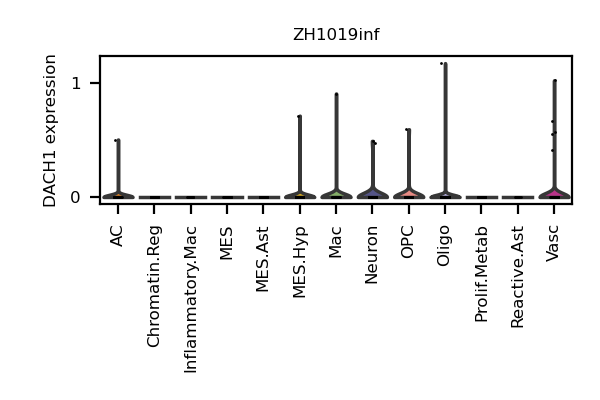 ZH1019inf
DACH1 expression
1
0
AC
Chromatin.Reg
Inflammatory.Mac
MES
MES.Ast
MES.Hyp
Mac
Neuron
OPC
Oligo
Prolif.Metab
Reactive.Ast
Vasc